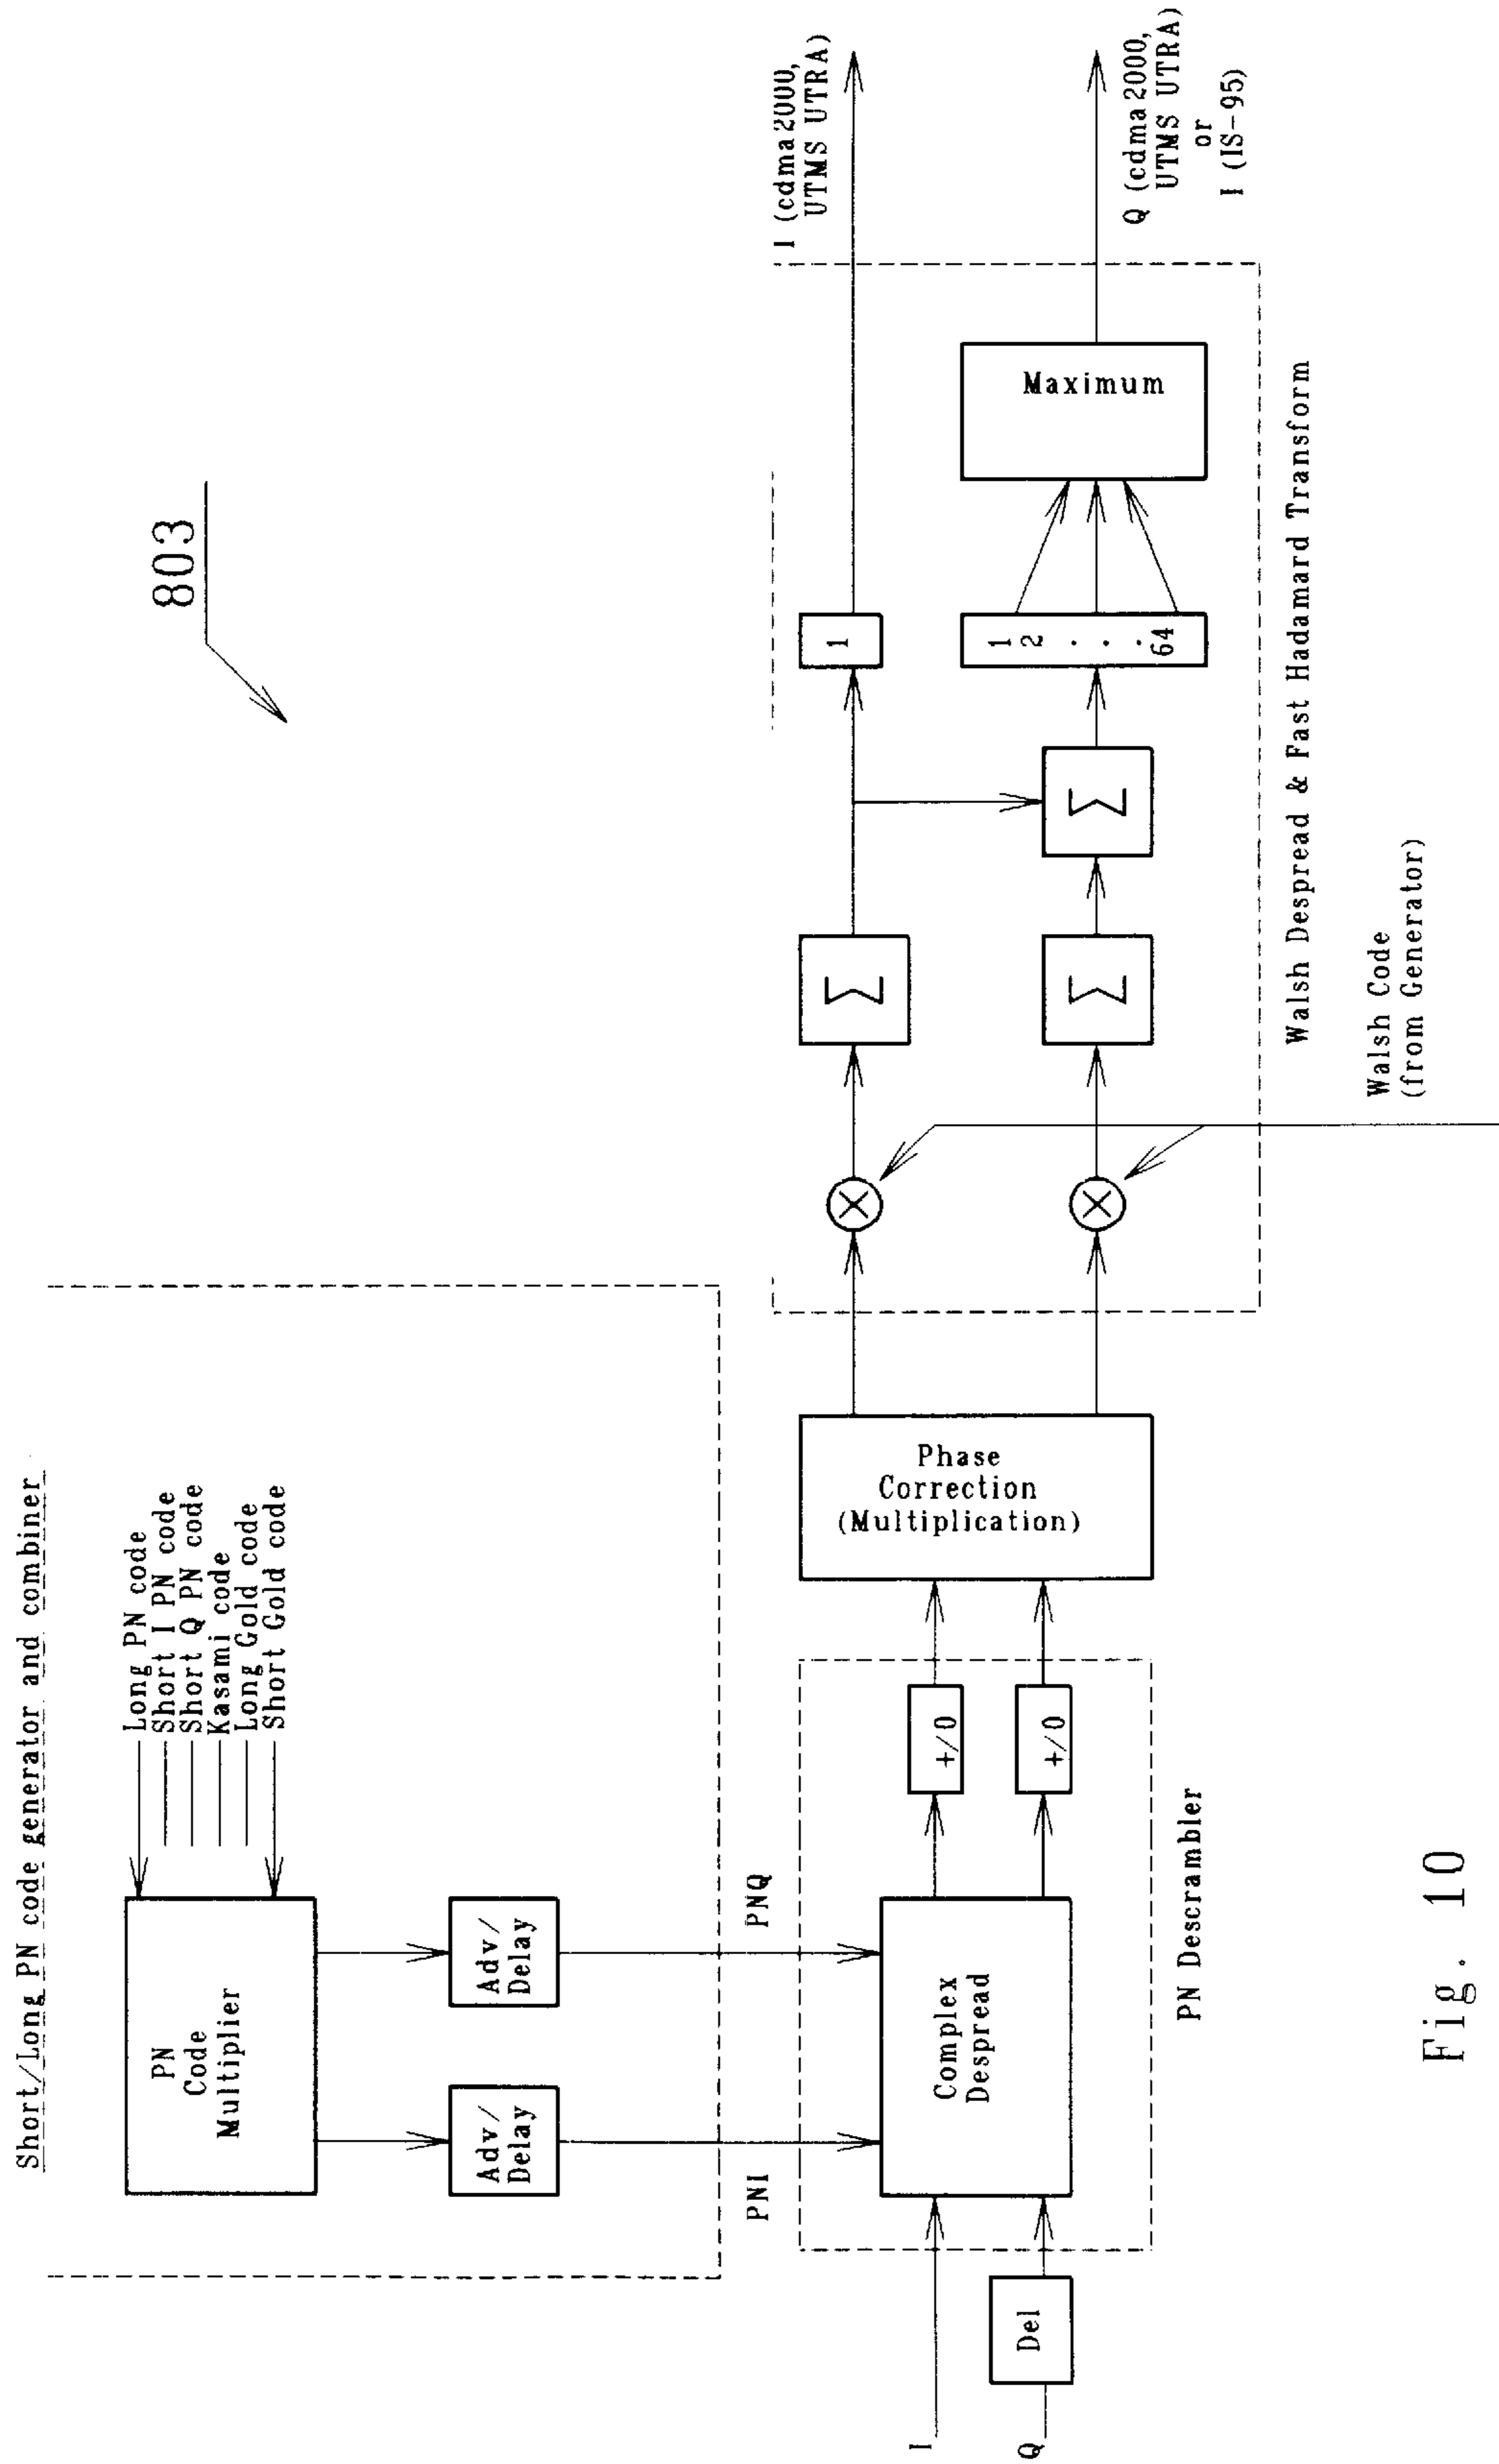 803
Short/Long PN code generator and combiner
Long PN code
Short I PN code
Short Q PN code
Kasami code
Long Gold code
Short Gold code
PN
Code
Multiplier
Adv/
Delay
Adv/
Delay
PNI
PNQ
I
Q
Del
Complex
Despread
+/0
+/0
PN Descrambler
Phase
Correction
(Multiplication)
Σ
Σ
Σ
1
1
2
.
.
.
64
Maximum
I (cdma2000,
UTMS UTRA)
Q (cdma2000,
UTMS UTRA)
or
I (IS-95)
Walsh Despread & Fast Hadamard Transform
Walsh Code
(from Generator)
Fig. 10